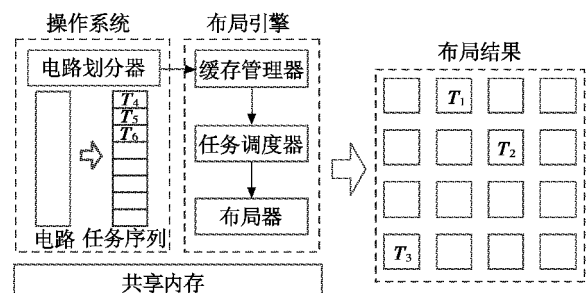 操作系统
布局引擎
布局结果
电路划分器
缓存管理器
T4
T5
T6
任务调度器
布局器
电路
任务序列
共享内存
T1
T2
T3